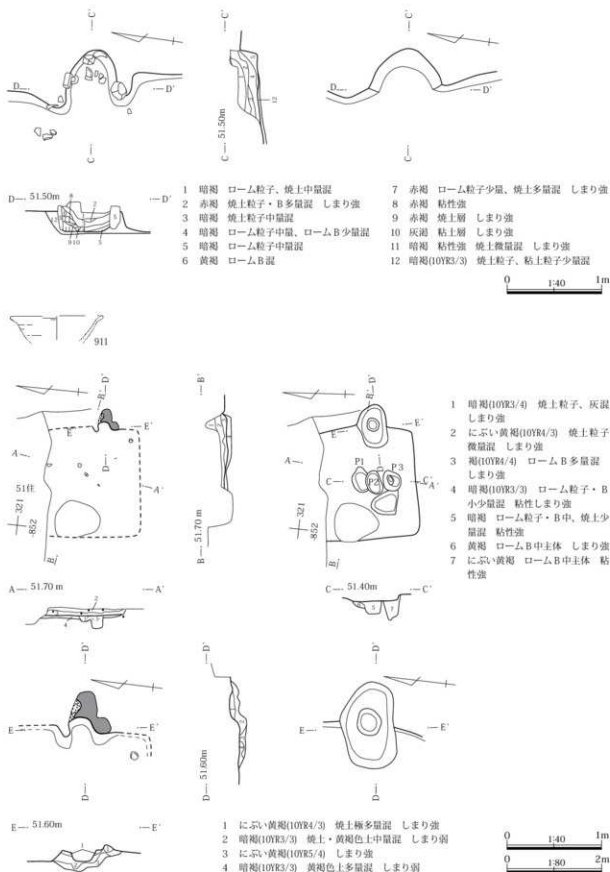 C′
C′
C′
D
D′
D
D′
C
C
51.50m
12
C
D
51.50m
D′
8
2
5
9 10
5
1 暗褐 ローム粒子、焼土中量混
2 赤褐 焼土粒子・B多量混 しまり強
3 暗褐 焼土粒子中量混
4 暗褐 ローム粒子中量、ロームB少量混
5 暗褐 ローム粒子中量混
6 黄褐 ロームB混
7 赤褐 ローム粒子少量、焼土多量混 しまり強
8 赤褐 粘性強
9 赤褐 焼土層 しまり強
10 灰褐 粘土層 しまり強
11 暗褐 粘性強 焼土微量混 しまり強
12 暗褐(10YR3/3) 焼土粒子、粘土粒子少量混
0 1:40 1m
911
B′
D′
E
E′
A
D
A′
51住
321
-852
B
B′
B
51.70 m
B′
D′
E
E′
A
P1
P2
P3
C
C′
A′
321
-852
B
1 暗褐(10YR3/4) 焼土粒子、灰混
しまり強
2 にぶい黄褐(10YR4/3) 焼土粒子
微量混 しまり強
3 褐(10YR4/4) ロームB多量混
しまり強
4 暗褐(10YR3/3) ローム粒子・B
小少量混 粘性しまり強
5 暗褐 ローム粒子・B中、焼土少
量混 粘性
6 黄褐 ロームB中主体 しまり強
7 にぶい黄褐 ロームB中主体 粘
性強
A
51.70 m
A′
2
4
C
51.40m
C′
5
7
D′
D′
D′
E
E′
E
E′
D
D
51.60m
D
E
51.60m
E′
1
1 にぶい黄褐(10YR4/3) 焼土極多量混 しまり強
2 暗褐(10YR3/3) 焼土・黄褐色土中量混 しまり弱
3 にぶい黄褐(10YR5/4) しまり強
4 暗褐(10YR3/3) 黄褐色土多量混 しまり弱
0 1:40 1m
0 1:80 2m